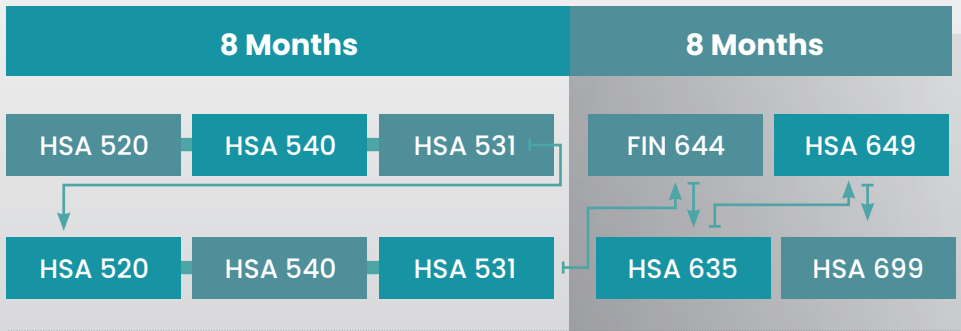 8 Months
8 Months
HSA 520
HSA 540
HSA 531
FIN 644
HSA 649
HSA 520
HSA 540
HSA 531
HSA 635
HSA 699